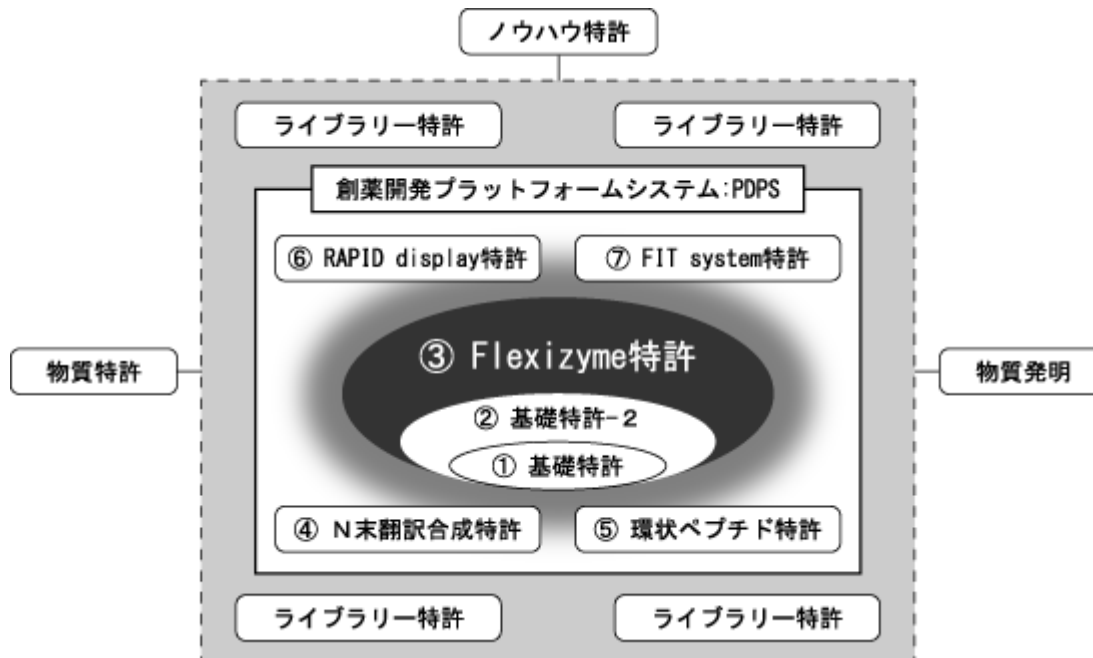 ノウハウ特許
ライブラリー特許
ライブラリー特許
創薬開発プラットフォームシステム:PDPS
⑥ RAPID display特許
⑦ FIT system特許
③ Flexizyme特許
物質特許
物質発明
② 基礎特許-２
① 基礎特許
④ Ｎ末翻訳合成特許
⑤ 環状ペプチド特許
ライブラリー特許
ライブラリー特許